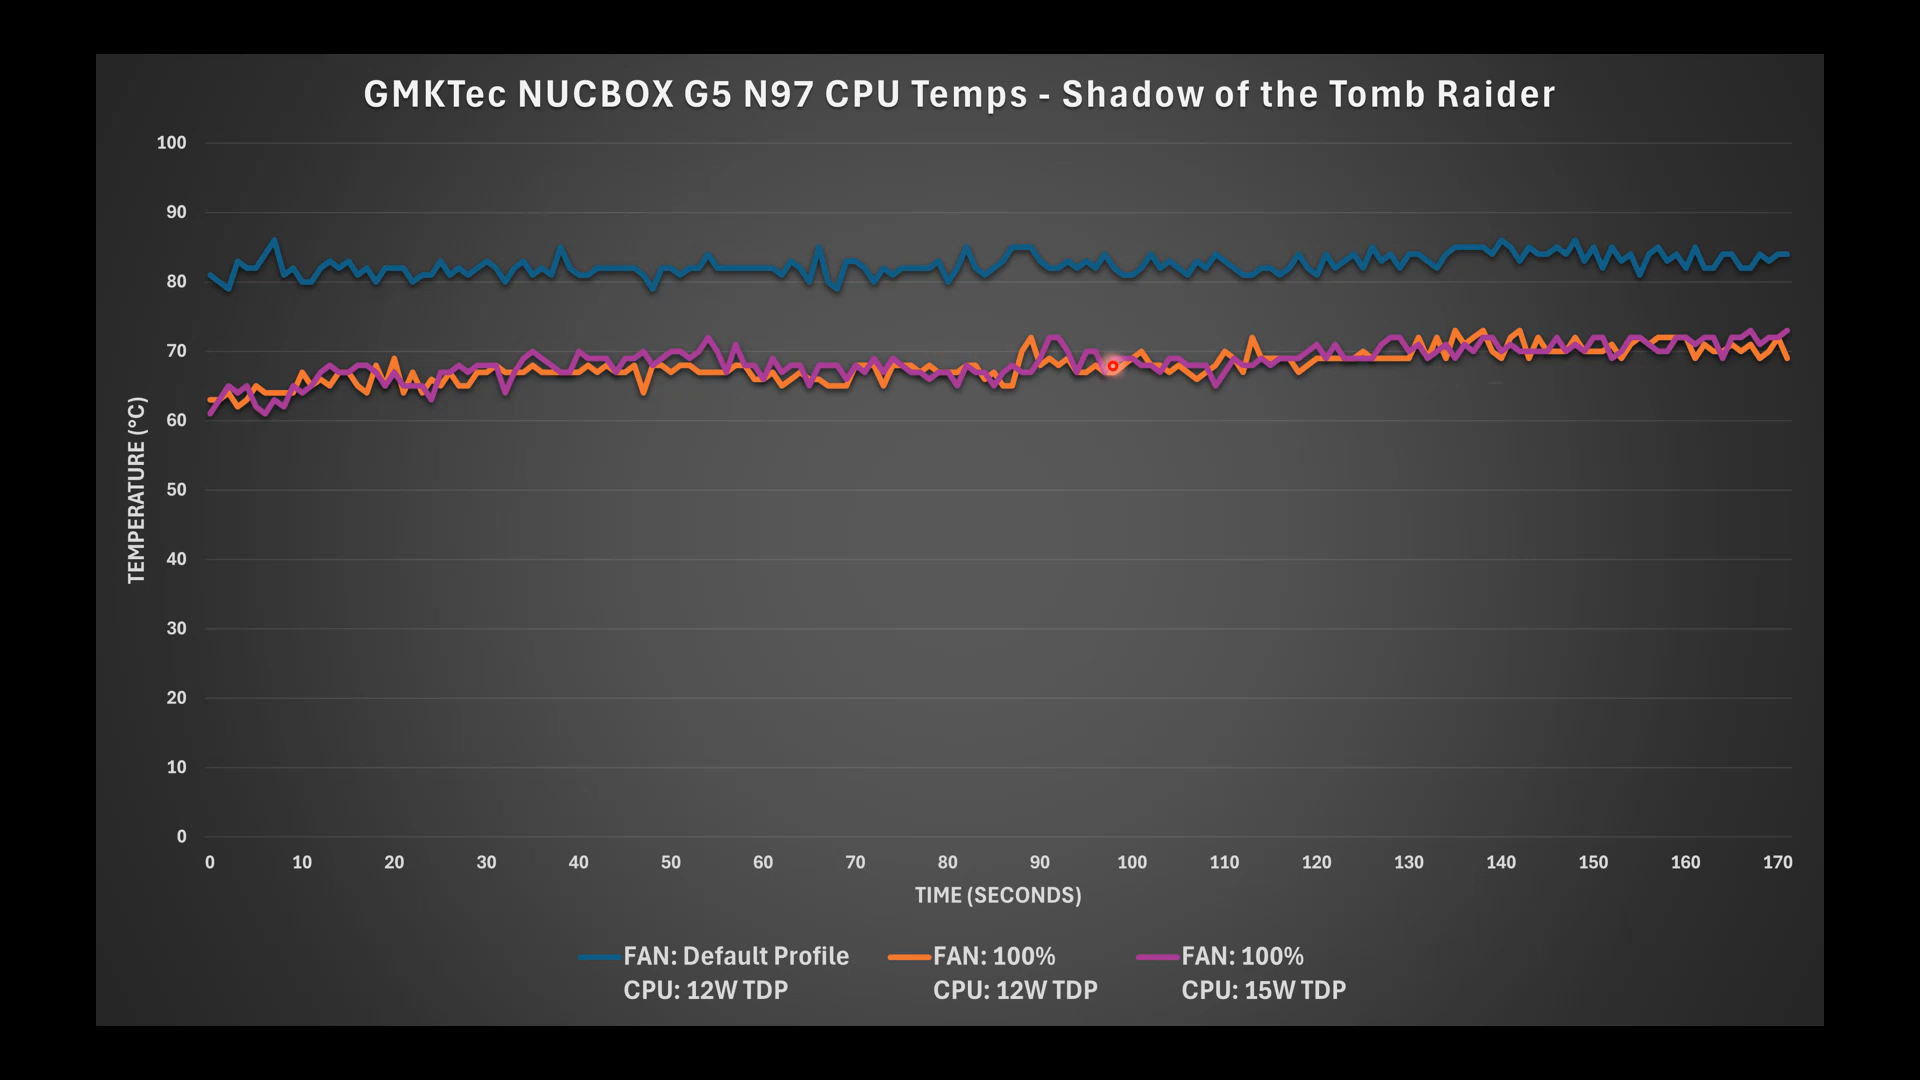 GMKTec NUCBOX G5 N97 CPU Temps - Shadow of the Tomb Raider
100
90
80
70
60
50
40
30
20
10
0
TEMPERATURE (°C)
0 10 20 30 40 50 60 70 80 90 100 110 120 130 140 150 160 170
TIME (SECONDS)
FAN: Default Profile FAN: 100% FAN: 100%
CPU: 12W TDP CPU: 12W TDP CPU: 15W TDP